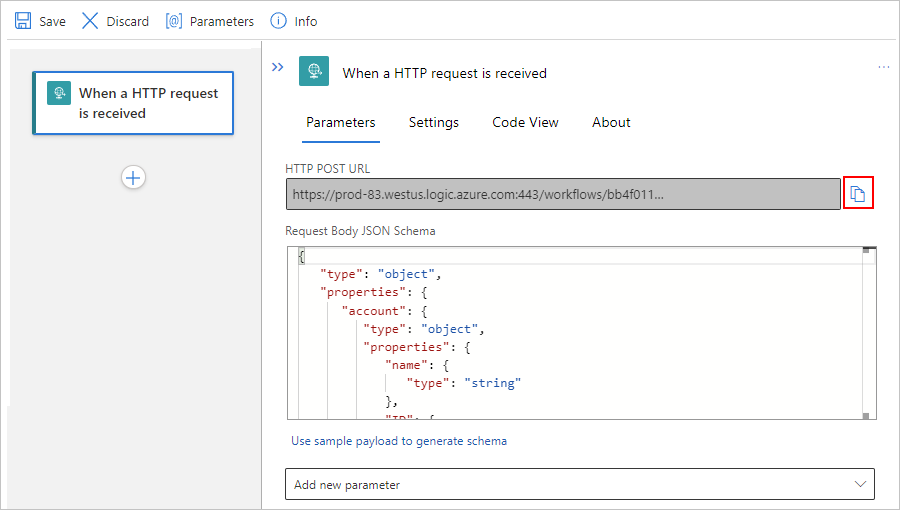 Save Discard [@] Parameters Info
When a HTTP request
is received
When a HTTP request is received
Parameters Settings Code View About
HTTP POST URL
https://prod-83.westus.logic.azure.com:443/workflows/bb4f011...
Request Body JSON Schema
{
"type": "object",
"properties": {
"account": {
"type": "object",
"properties": {
"name": {
"type": "string"
},
"ID": {
Use sample payload to generate schema
Add new parameter